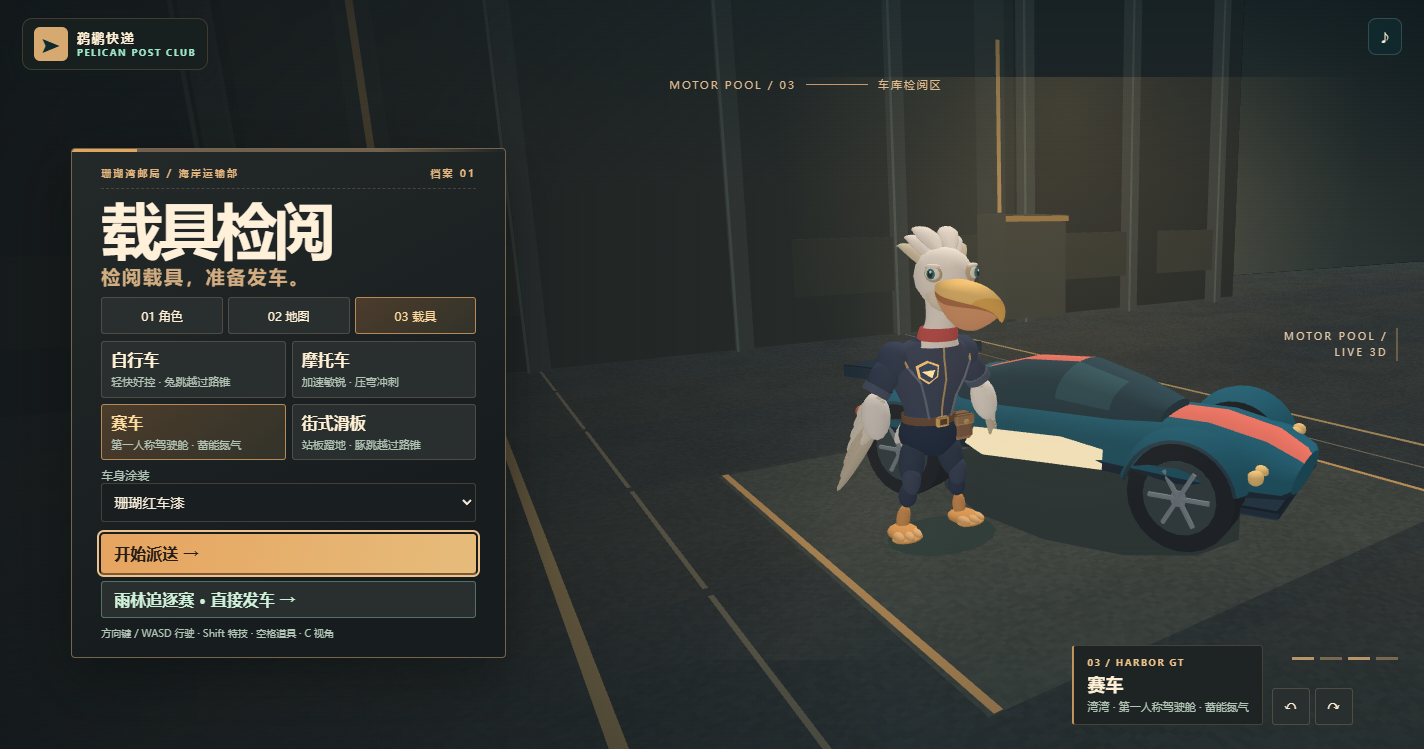 鹈鹕快递
PELICAN POST CLUB
♪
MOTOR POOL / 03 车库检阅区
珊瑚湾邮局 / 海岸运输部 档案 01
载具检阅
检阅载具，准备发车。
01 角色 02 地图 03 载具
自行车
轻快好控 · 兔跳越过路锥
摩托车
加速敏锐 · 压弯冲刺
赛车
第一人称驾驶舱 · 蓄能氮气
街式滑板
站板蹬地 · 豚跳越过路锥
车身涂装
珊瑚红车漆
开始派送 →
雨林追逐赛 • 直接发车 →
方向键 / WASD 行驶 · Shift 特技 · 空格道具 · C 视角
MOTOR POOL /
LIVE 3D
03 / HARBOR GT
赛车
湾湾 · 第一人称驾驶舱 · 蓄能氮气